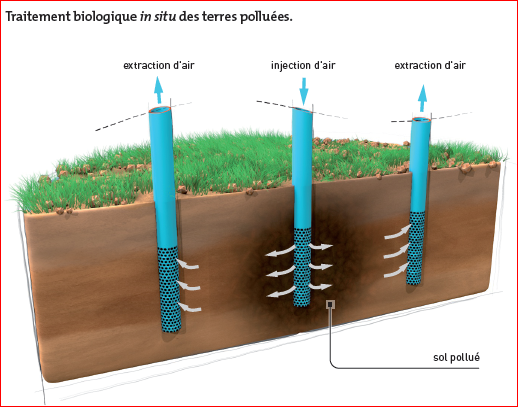 Traitement biologique in situ des terres polluées.
extraction d'air
injection d'air
extraction d'air
sol pollué